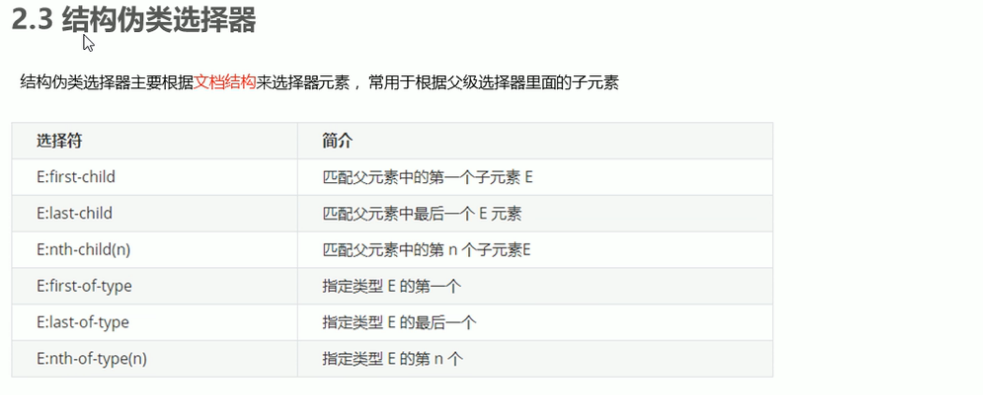 2.3 结构伪类选择器
结构伪类选择器主要根据文档结构来选择器元素，常用于根据父级选择器里面的子元素
选择符 简介
E:first-child 匹配父元素中的第一个子元素 E
E:last-child 匹配父元素中最后一个 E 元素
E:nth-child(n) 匹配父元素中的第 n 个子元素E
E:first-of-type 指定类型 E 的第一个
E:last-of-type 指定类型 E 的最后一个
E:nth-of-type(n) 指定类型 E 的第 n 个